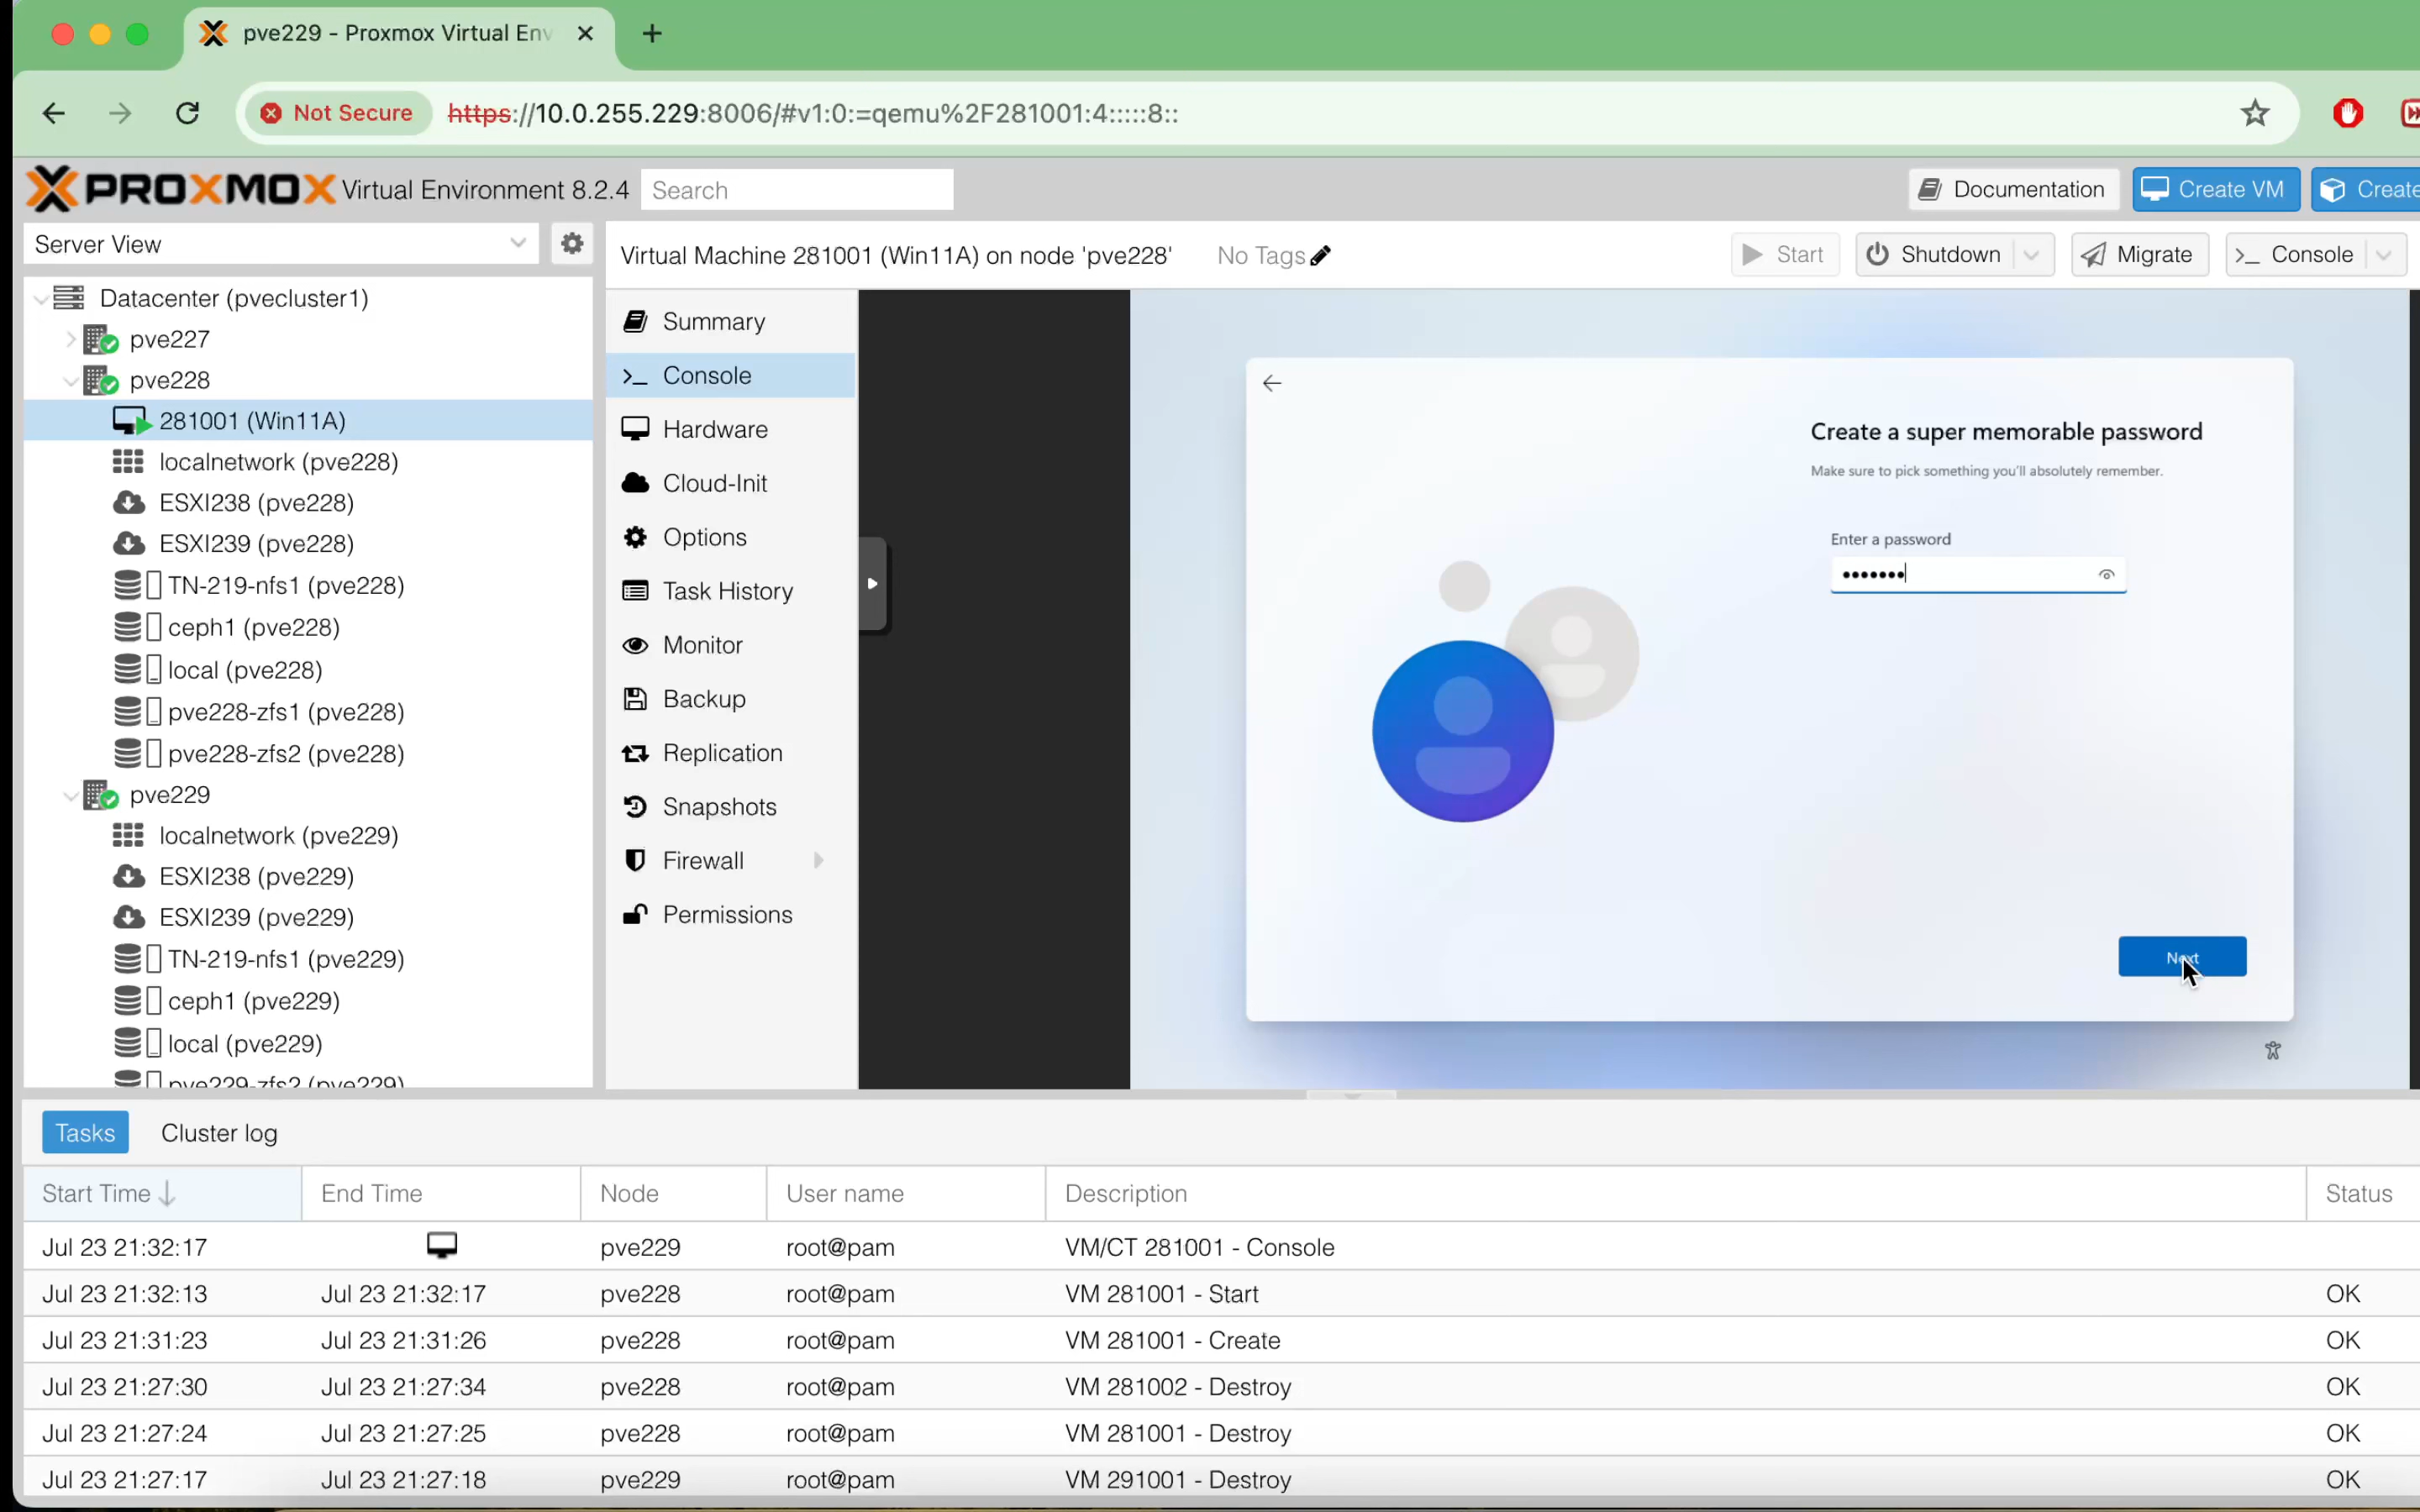 pve229 - Proxmox Virtual Env
Not Secure https://10.0.255.229:8006/#v1:0:=qemu%2F281001:4:::::8::
PROXMOX Virtual Environment 8.2.4 Search Documentation Create VM Create
Server View
Virtual Machine 281001 (Win11A) on node 'pve228' No Tags Start Shutdown Migrate >_ Console
Datacenter (pvecluster1)
pve227
pve228
281001 (Win11A)
localnetwork (pve228)
ESXI238 (pve228)
ESXI239 (pve228)
TN-219-nfs1 (pve228)
ceph1 (pve228)
local (pve228)
pve228-zfs1 (pve228)
pve228-zfs2 (pve228)
pve229
localnetwork (pve229)
ESXI238 (pve229)
ESXI239 (pve229)
TN-219-nfs1 (pve229)
ceph1 (pve229)
local (pve229)
pve229-zfs2 (pve229)
Summary
>_ Console
Hardware
Cloud-Init
Options
Task History
Monitor
Backup
Replication
Snapshots
Firewall
Permissions
Create a super memorable password
Make sure to pick something you'll absolutely remember.
Enter a password
•••••••
Next
Tasks Cluster log
Start Time End Time Node User name Description Status
Jul 23 21:32:17 pve229 root@pam VM/CT 281001 - Console
Jul 23 21:32:13 Jul 23 21:32:17 pve228 root@pam VM 281001 - Start OK
Jul 23 21:31:23 Jul 23 21:31:26 pve228 root@pam VM 281001 - Create OK
Jul 23 21:27:30 Jul 23 21:27:34 pve228 root@pam VM 281002 - Destroy OK
Jul 23 21:27:24 Jul 23 21:27:25 pve228 root@pam VM 281001 - Destroy OK
Jul 23 21:27:17 Jul 23 21:27:18 pve229 root@pam VM 291001 - Destroy OK